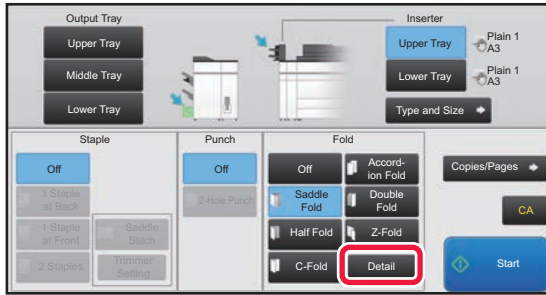 Output Tray
Upper Tray
Middle Tray
Lower Tray
Inserter
Upper Tray
Plain 1
A3
Lower Tray
Plain 1
A3
Type and Size
Staple
Off
1 Staple
at Back
1 Staple
at Front
2 Staples
Saddle
Stitch
Trimmer
Setting
Punch
Off
2-Hole Punch
Fold
Off
Accord-
ion Fold
Saddle
Fold
Double
Fold
Half Fold
Z-Fold
C-Fold
Detail
Copies/Pages
CA
Start